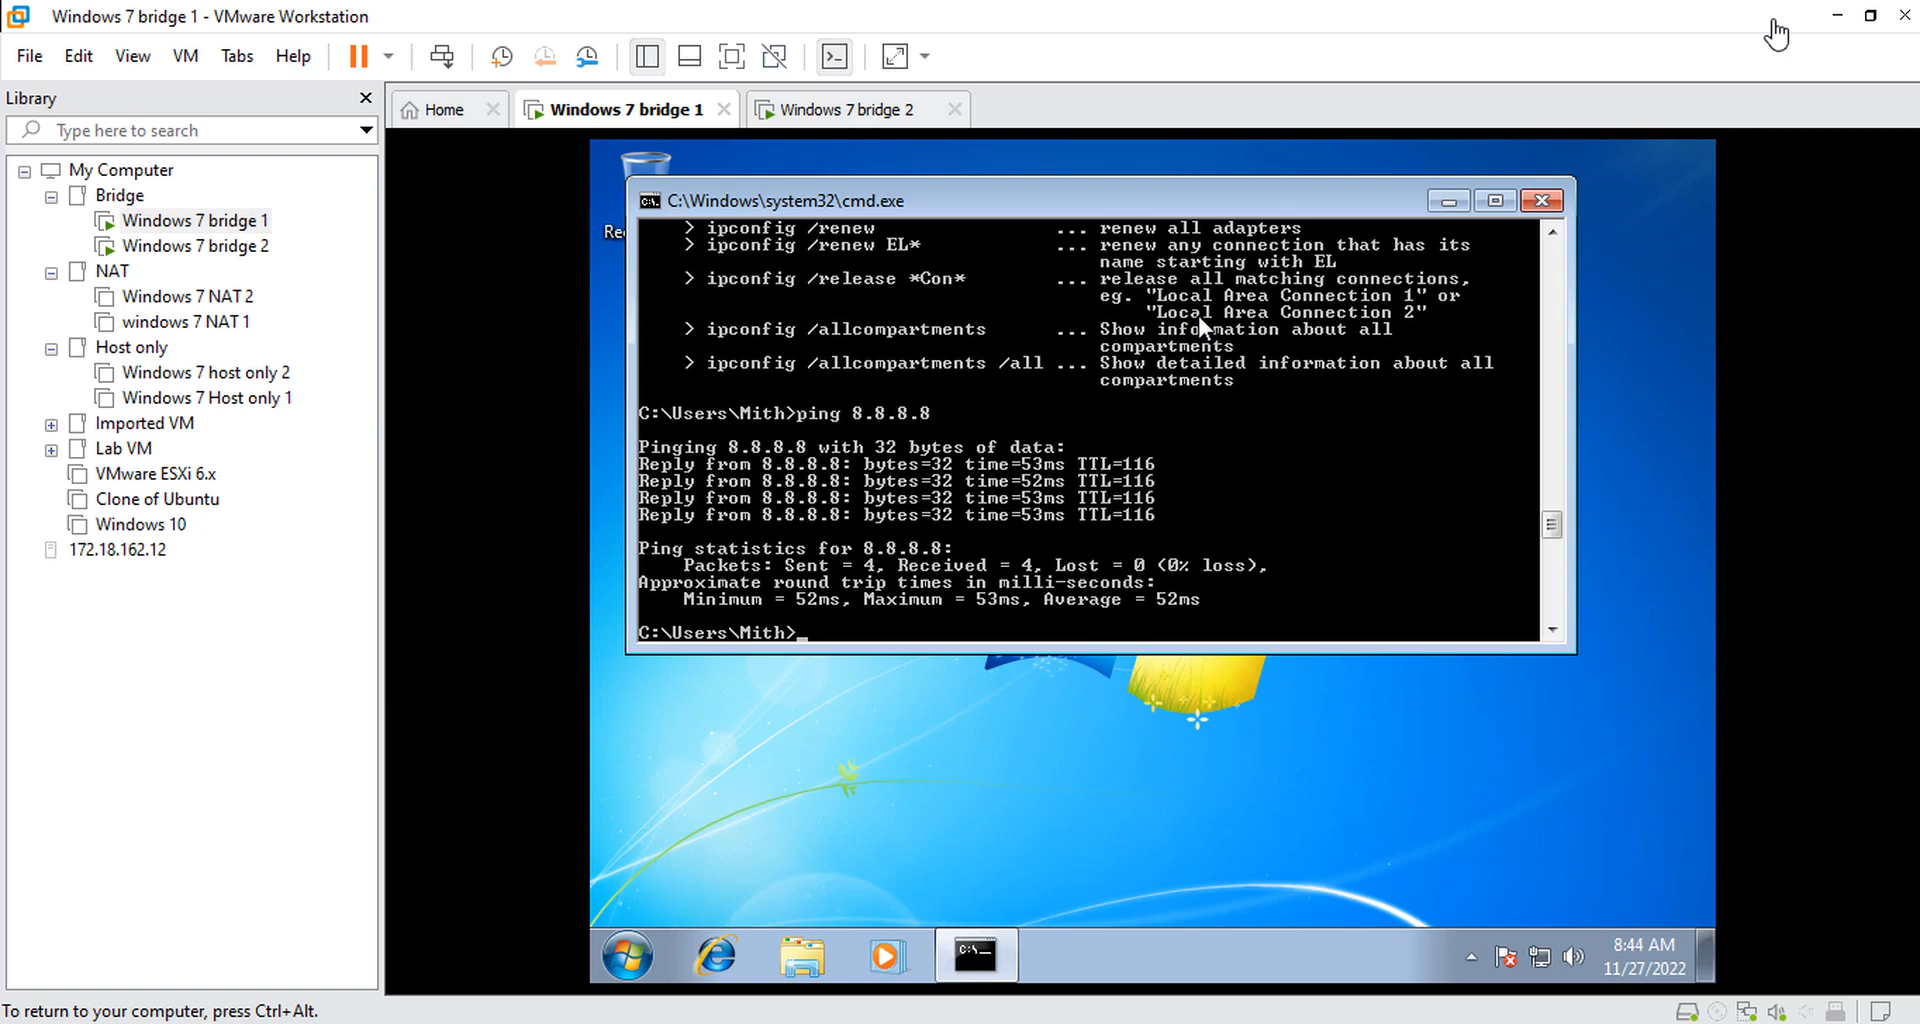 Windows 7 bridge 1 - VMware Workstation
File Edit View VM Tabs Help
Library
Type here to search
My Computer
Bridge
Windows 7 bridge 1
Windows 7 bridge 2
NAT
Windows 7 NAT 2
windows 7 NAT 1
Host only
Windows 7 host only 2
Windows 7 Host only 1
Imported VM
Lab VM
VMware ESXi 6.x
Clone of Ubuntu
Windows 10
172.18.162.12
Home
Windows 7 bridge 1
Windows 7 bridge 2
C:\Windows\system32\cmd.exe
> ipconfig /renew ... renew all adapters
> ipconfig /renew EL* ... renew any connection that has its
name starting with EL
> ipconfig /release *Con* ... release all matching connections,
eg. "Local Area Connection 1" or
"Local Area Connection 2"
> ipconfig /allcompartments ... Show information about all
compartments
> ipconfig /allcompartments /all ... Show detailed information about all
compartments
C:\Users\Mith>ping 8.8.8.8
Pinging 8.8.8.8 with 32 bytes of data:
Reply from 8.8.8.8: bytes=32 time=53ms TTL=116
Reply from 8.8.8.8: bytes=32 time=52ms TTL=116
Reply from 8.8.8.8: bytes=32 time=53ms TTL=116
Reply from 8.8.8.8: bytes=32 time=53ms TTL=116
Ping statistics for 8.8.8.8:
Packets: Sent = 4, Received = 4, Lost = 0 (0% loss),
Approximate round trip times in milli-seconds:
Minimum = 52ms, Maximum = 53ms, Average = 52ms
C:\Users\Mith>_
8:44 AM
11/27/2022
To return to your computer, press Ctrl+Alt.